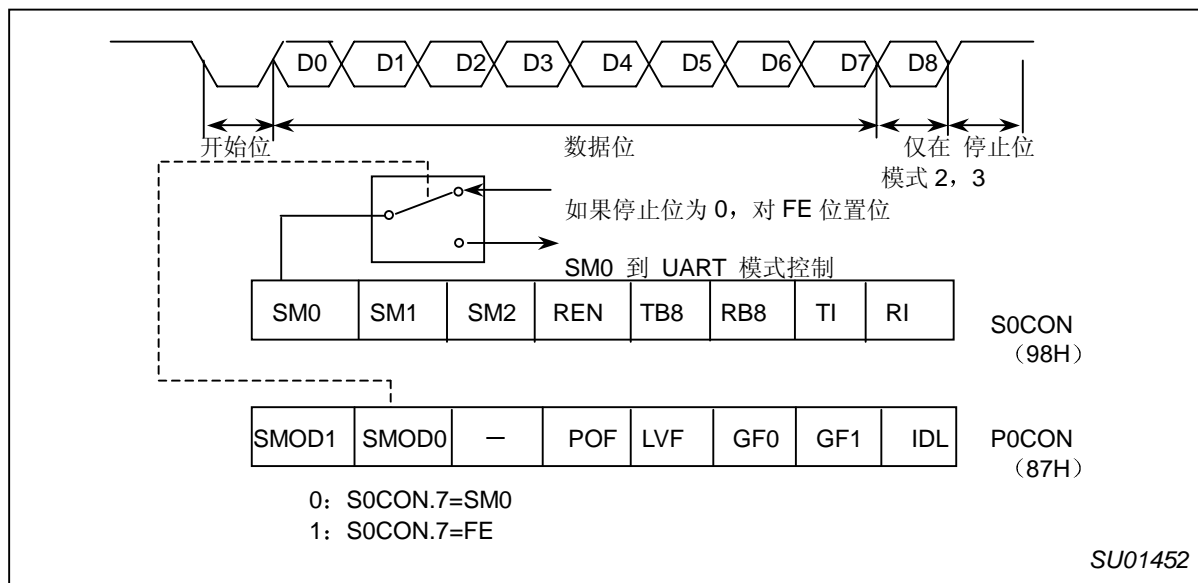 D0 D1 D2 D3 D4 D5 D6 D7 D8
开始位 数据位 仅在 停止位
模式 2，3
如果停止位为 0，对 FE 位置位
SM0 到 UART 模式控制
SM0 SM1 SM2 REN TB8 RB8 TI RI
S0CON
（98H）
SMOD1 SMOD0 — POF LVF GF0 GF1 IDL
P0CON
（87H）
0：S0CON.7=SM0
1：S0CON.7=FE
SU01452